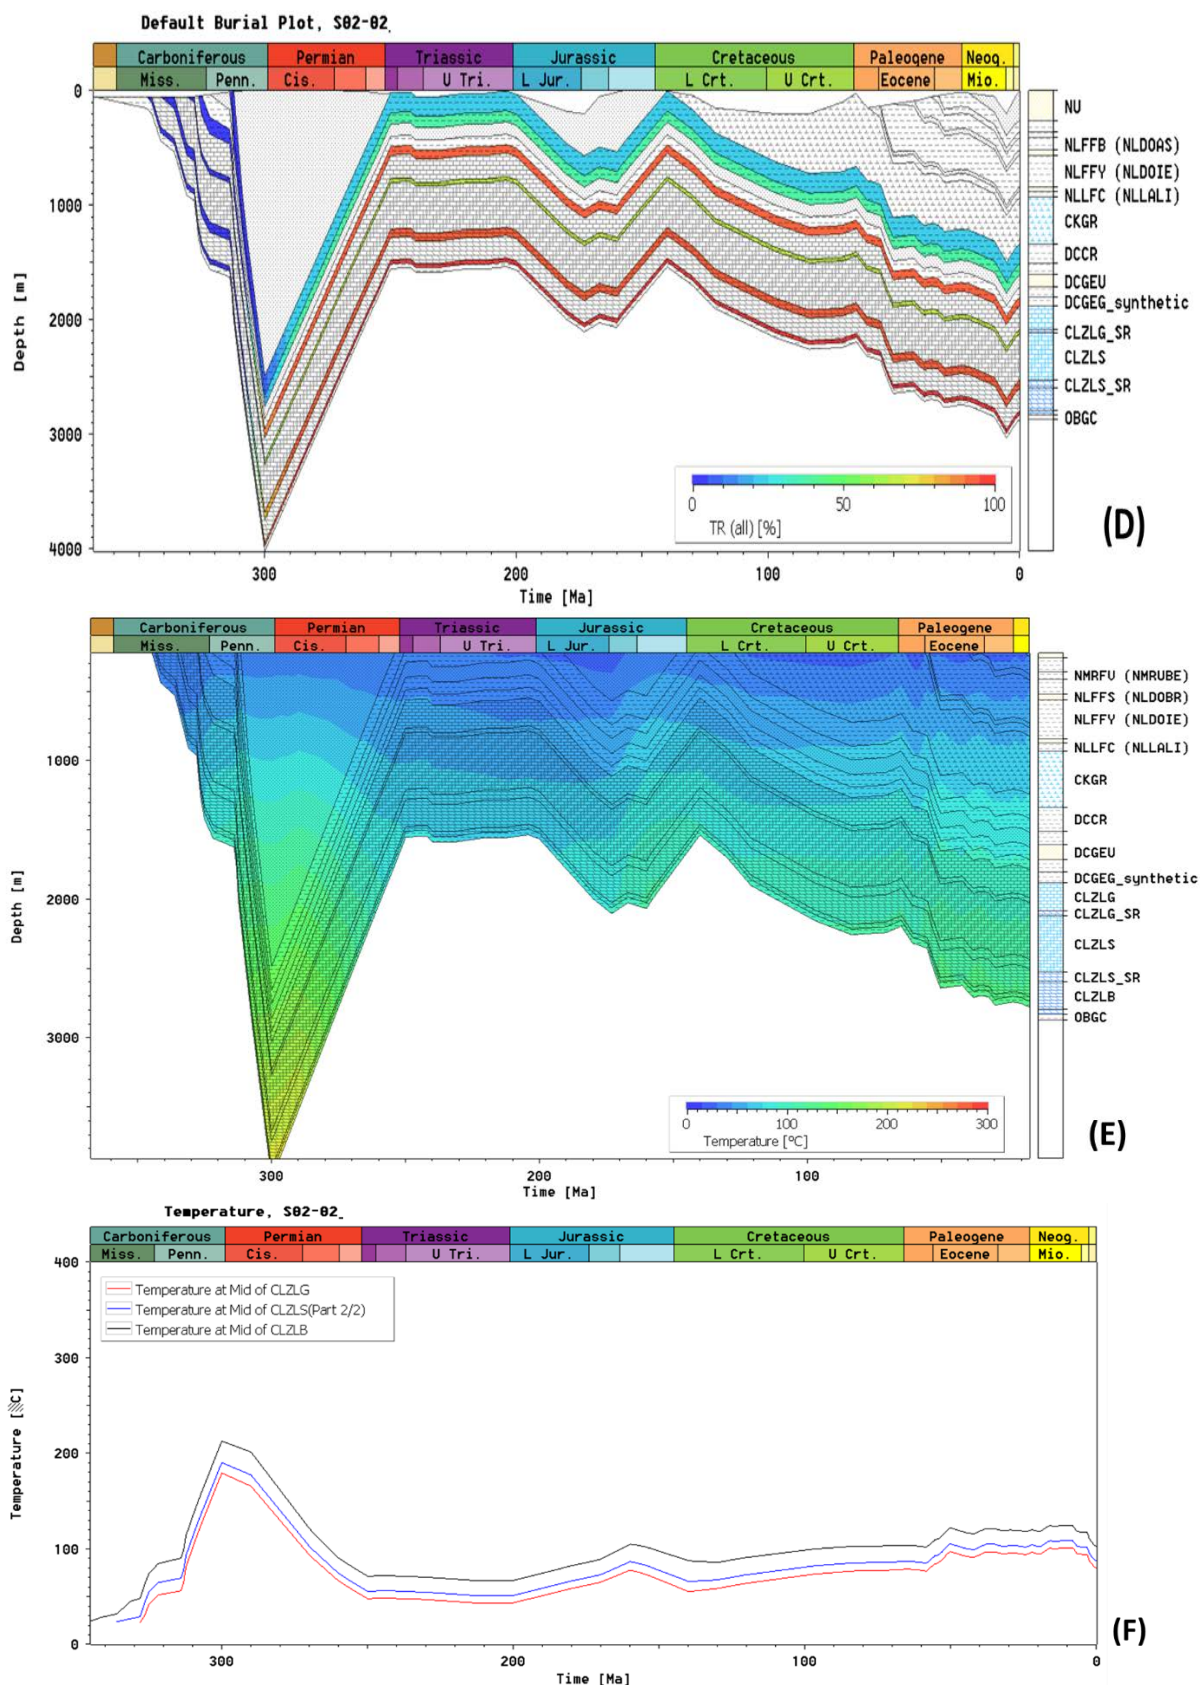 Default Burial Plot, S02-02
Carboniferous Permian Triassic Jurassic Cretaceous Paleogene Neog.
Miss. Penn. Cis. U Tri. L Jur. L Crt. U Crt. Eocene Mio.
0
NU
NLFFB (NLDOAS)
NLFFY (NLDOIE)
NLLFC (NLLALI)
1000
CKGR
DCCR
DCGEU
DCGEG_synthetic
2000
CLZLG_SR
CLZLS
CLZLS_SR
OBGC
3000
4000
Depth [m]
0 50 100
TR (all) [%]
(D)
300 200 100 0
Time [Ma]
Carboniferous Permian Triassic Jurassic Cretaceous Paleogene
Miss. Penn. Cis. U Tri. L Jur. L Crt. U Crt. Eocene
NMRFV (NMRUBE)
NLFFS (NLDOBR)
NLFFY (NLDOIE)
NLLFC (NLLALI)
1000
CKGR
DCCR
DCGEU
DCGEG_synthetic
CLZLG
2000
CLZLG_SR
CLZLS
CLZLS_SR
CLZLB
OBGC
3000
Depth [m]
0 100 200 300
Temperature [°C]
(E)
300 200 100
Time [Ma]
Temperature, S02-02_
Carboniferous Permian Triassic Jurassic Cretaceous Paleogene Neog.
Miss. Penn. Cis. U Tri. L Jur. L Crt. U Crt. Eocene Mio.
400
Temperature at Mid of CLZLG
Temperature at Mid of CLZLS(Part 2/2)
Temperature at Mid of CLZLB
300
200
100
0
Temperature [C]
(F)
300 200 100 0
Time [Ma]